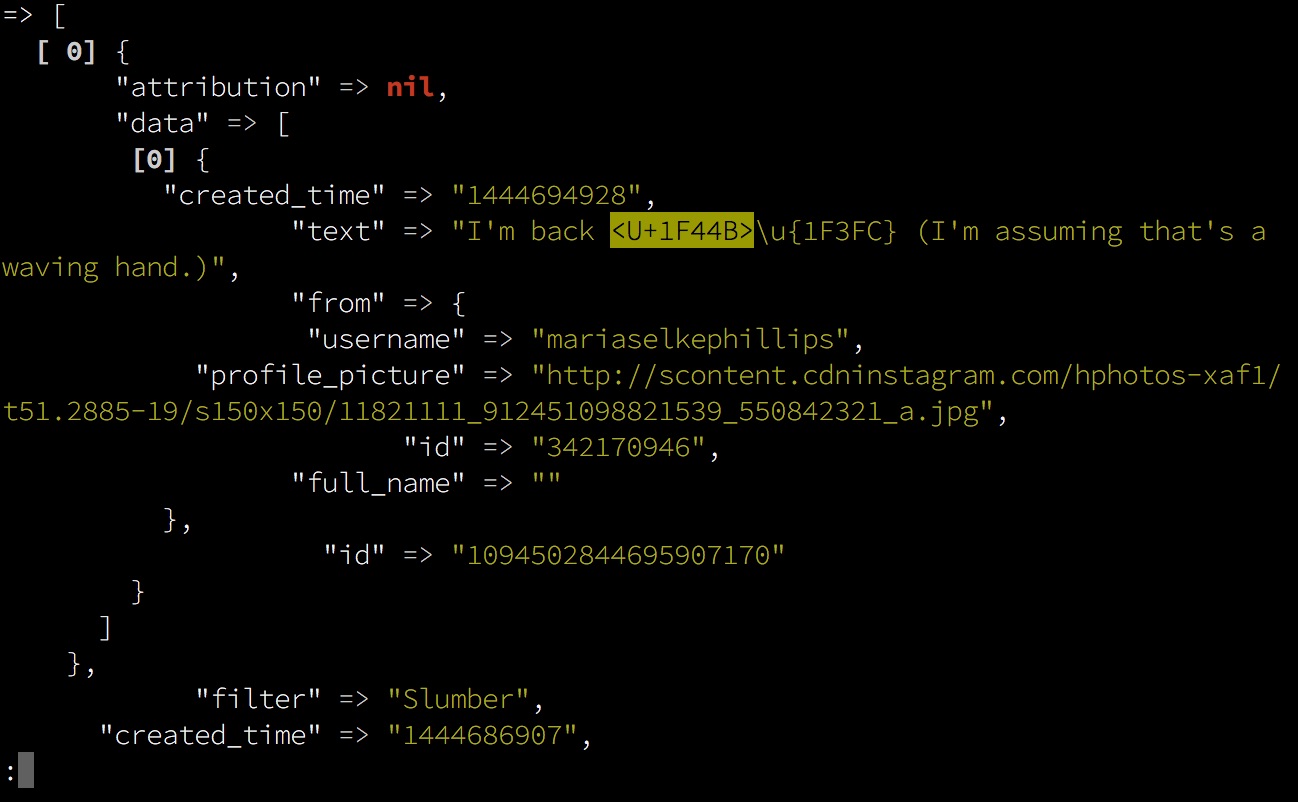 => [
[ 0] {
"attribution" => nil,
"data" => [
[0] {
"created_time" => "1444694928",
"text" => "I'm back <U+1F44B>\u{1F3FC} (I'm assuming that's a
waving hand.)",
"from" => {
"username" => "mariaselkephillips",
"profile_picture" => "http://scontent.cdninstagram.com/hphotos-xaf1/
t51.2885-19/s150x150/11821111_912451098821539_550842321_a.jpg",
"id" => "342170946",
"full_name" => ""
},
"id" => "1094502844695907170"
}
]
},
"filter" => "Slumber",
"created_time" => "1444686907",
: